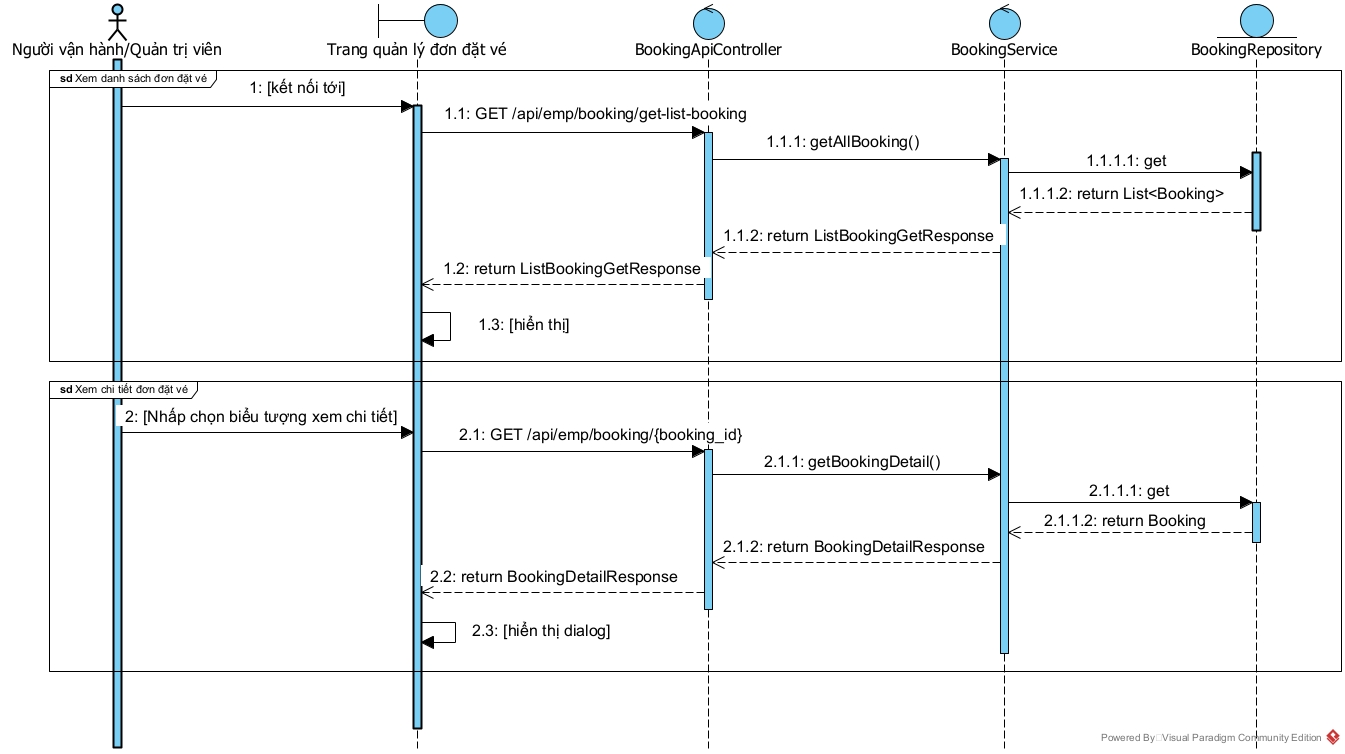 Người vận hành/Quản trị viên
Trang quản lý đơn đặt vé
BookingApiController
BookingService
BookingRepository
sd Xem danh sách đơn đặt vé
1: [kết nối tới]
1.1: GET /api/emp/booking/get-list-booking
1.1.1: getAllBooking()
1.1.1.1: get
1.1.1.2: return List<Booking>
1.1.2: return ListBookingGetResponse
1.2: return ListBookingGetResponse
1.3: [hiển thị]
sd Xem chi tiết đơn đặt vé
2: [Nhấp chọn biểu tượng xem chi tiết]
2.1: GET /api/emp/booking/{booking_id}
2.1.1: getBookingDetail()
2.1.1.1: get
2.1.1.2: return Booking
2.1.2: return BookingDetailResponse
2.2: return BookingDetailResponse
2.3: [hiển thị dialog]
Powered By Visual Paradigm Community Edition